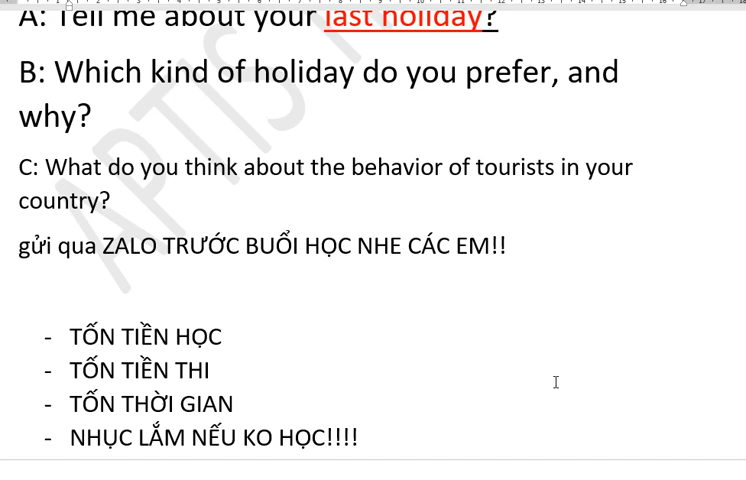 A: Tell me about your last holiday?
B: Which kind of holiday do you prefer, and
why?
C: What do you think about the behavior of tourists in your
country?
gửi qua ZALO TRƯỚC BUỔI HỌC NHE CÁC EM!!
- TỐN TIỀN HỌC
- TỐN TIỀN THI
- TỐN THỜI GIAN
- NHỤC LẮM NẾU KO HỌC!!!!
APTIS